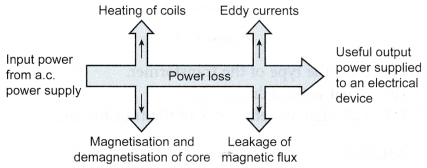 Heating of coils
Eddy currents
Input power
from a.c.
power supply
Power loss
Useful output
power supplied
to an electrical
device
Magnetisation and
demagnetisation of core
Leakage of
magnetic flux